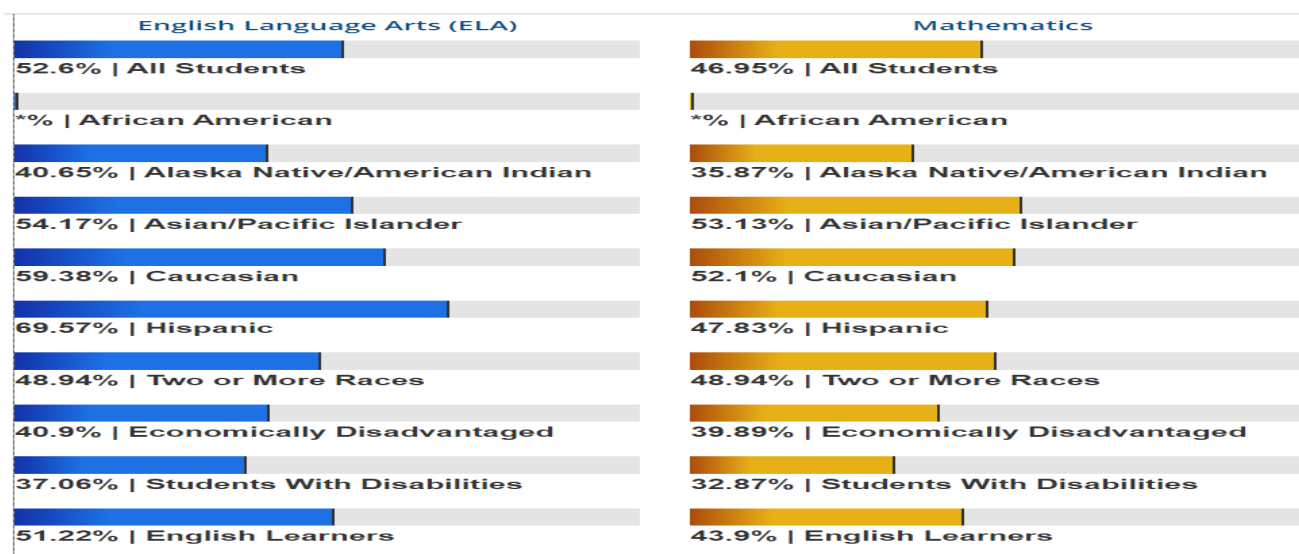 English Language Arts (ELA)
52.6% | All Students
*% | African American
40.65% | Alaska Native/American Indian
54.17% | Asian/Pacific Islander
59.38% | Caucasian
69.57% | Hispanic
48.94% | Two or More Races
40.9% | Economically Disadvantaged
37.06% | Students With Disabilities
51.22% | English Learners
Mathematics
46.95% | All Students
*% | African American
35.87% | Alaska Native/American Indian
53.13% | Asian/Pacific Islander
52.1% | Caucasian
47.83% | Hispanic
48.94% | Two or More Races
39.89% | Economically Disadvantaged
32.87% | Students With Disabilities
43.9% | English Learners